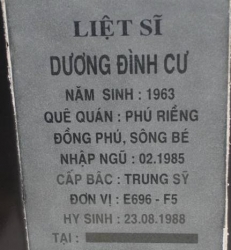 LIỆT SĨ
DƯƠNG ĐÌNH CƯ
NĂM SINH : 1963
QUÊ QUÁN : PHÚ RIỀNG
ĐỒNG PHÚ, SÔNG BÉ
NHẬP NGŨ : 02.1985
CẤP BẬC : TRUNG SỸ
ĐƠN VỊ : E696 - F5
HY SINH : 23.08.1988
TẠI :